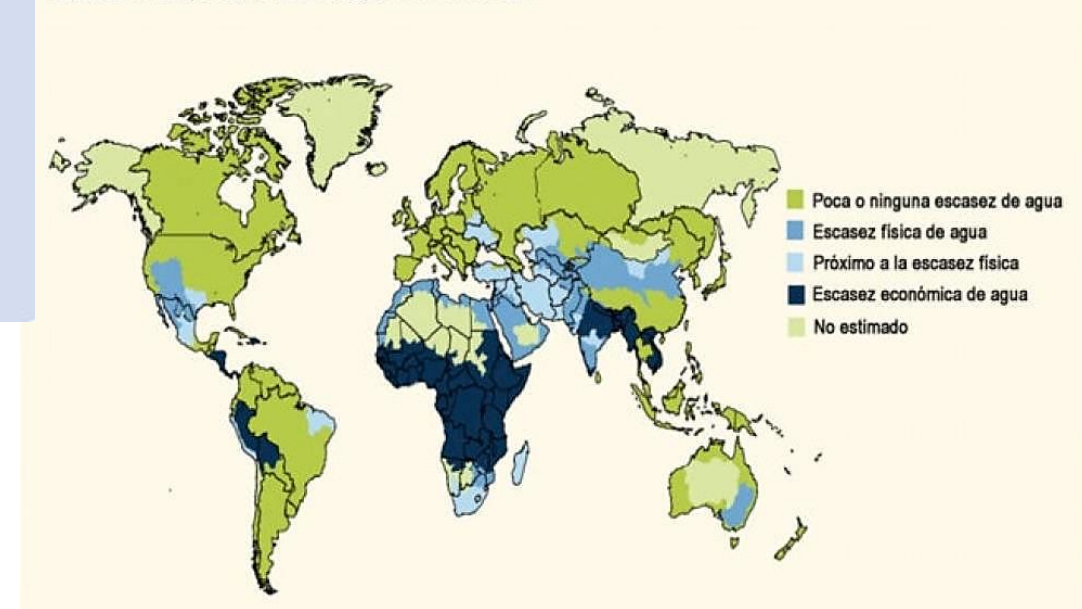 Poca o ninguna escasez de agua
Escasez física de agua
Próximo a la escasez física
Escasez económica de agua
No estimado